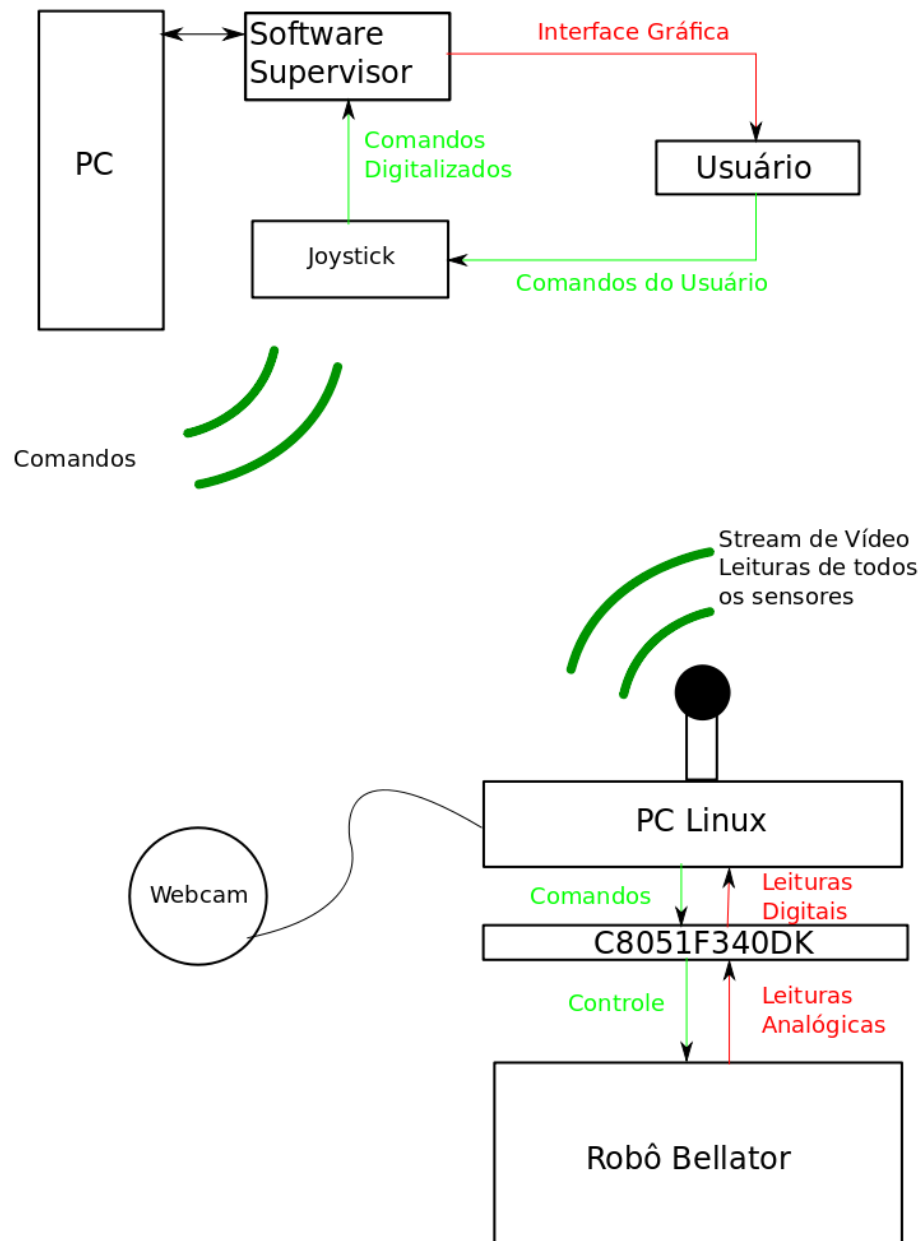 Software
Supervisor
Interface Gráfica
PC
Comandos
Digitalizados
Usuário
Joystick
Comandos do Usuário
Comandos
Stream de Vídeo
Leituras de todos
os sensores
PC Linux
Webcam
Comandos
Leituras
Digitais
C8051F340DK
Controle
Leituras
Analógicas
Robô Bellator